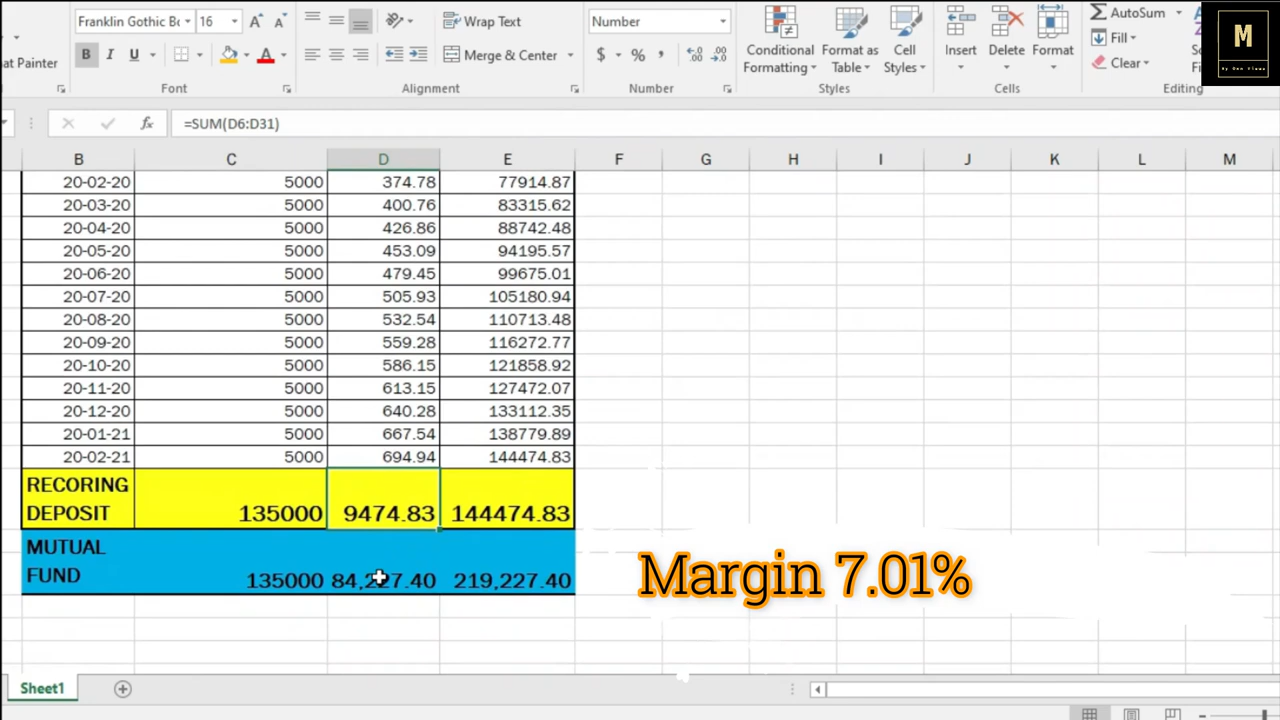 Franklin Gothic Bo 16 Wrap Text Number AutoSum M
at Painter B I U A Merge & Center $ % , Conditional Formatting Format as Table Cell Styles Insert Delete Format Fill Clear
Font Alignment Number Styles Cells Editing
fx =SUM(D6:D31)
B C D E F G H I J K L M
20-02-20 5000 374.78 77914.87
20-03-20 5000 400.76 83315.62
20-04-20 5000 426.86 88742.48
20-05-20 5000 453.09 94195.57
20-06-20 5000 479.45 99675.01
20-07-20 5000 505.93 105180.94
20-08-20 5000 532.54 110713.48
20-09-20 5000 559.28 116272.77
20-10-20 5000 586.15 121858.92
20-11-20 5000 613.15 127472.07
20-12-20 5000 640.28 133112.35
20-01-21 5000 667.54 138779.89
20-02-21 5000 694.94 144474.83
RECORING
DEPOSIT 135000 9474.83 144474.83
MUTUAL
FUND 135000 84,227.40 219,227.40
Margin 7.01%
Sheet1